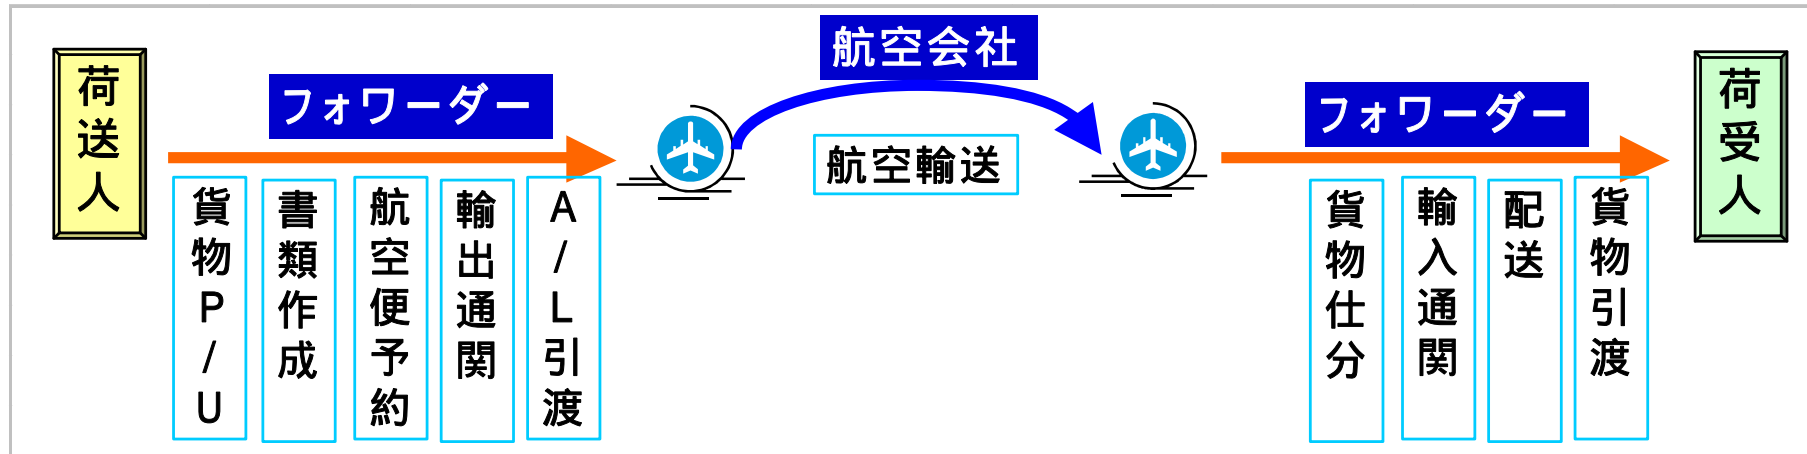 荷送人
フォワーダー
貨物P/U
書類作成
航空便予約
輸出通関
A/L引渡
航空会社
航空輸送
フォワーダー
貨物仕分
輸入通関
配送
貨物引渡
荷受人